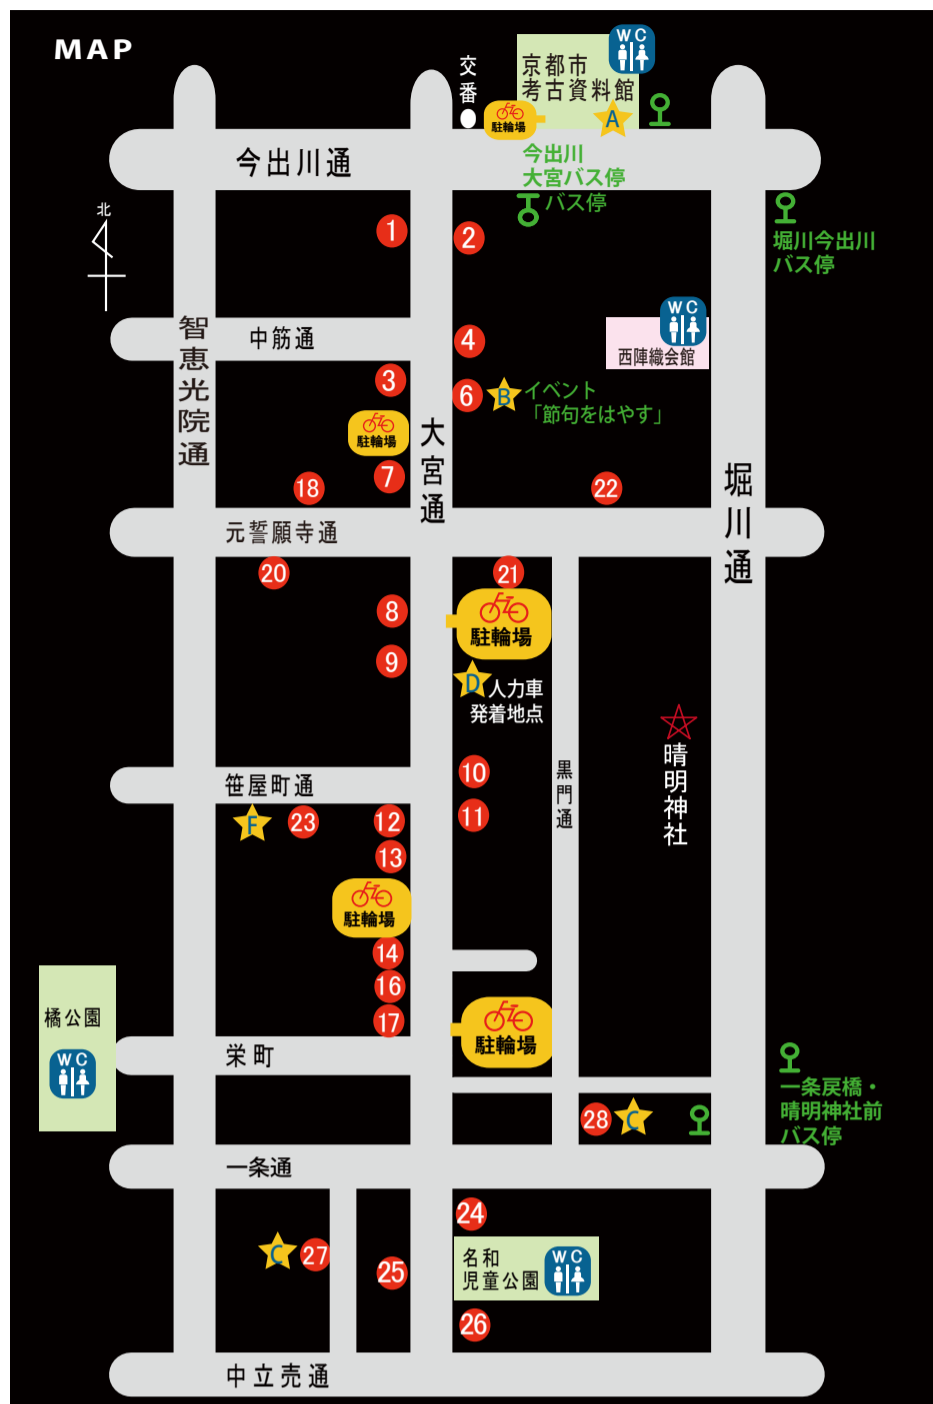 MAP
交番
京都市
考古資料館
WC
A
駐輪場
今出川通
今出川
大宮バス停
バス停
北
堀川今出川
バス停
1
2
智恵光院通
中筋通
4
WC
西陣織会館
3
6
B
イベント
「節句をはやす」
駐輪場
大宮通
7
18
22
堀川通
元誓願寺通
20
21
8
駐輪場
9
D
人力車
発着地点
晴明神社
10
黒門通
笹屋町通
11
F
23
12
13
駐輪場
14
16
17
橘公園
WC
駐輪場
栄町
一条戻橋・
晴明神社前
バス停
28
C
一条通
24
C
27
25
名和
児童公園
WC
26
中立売通